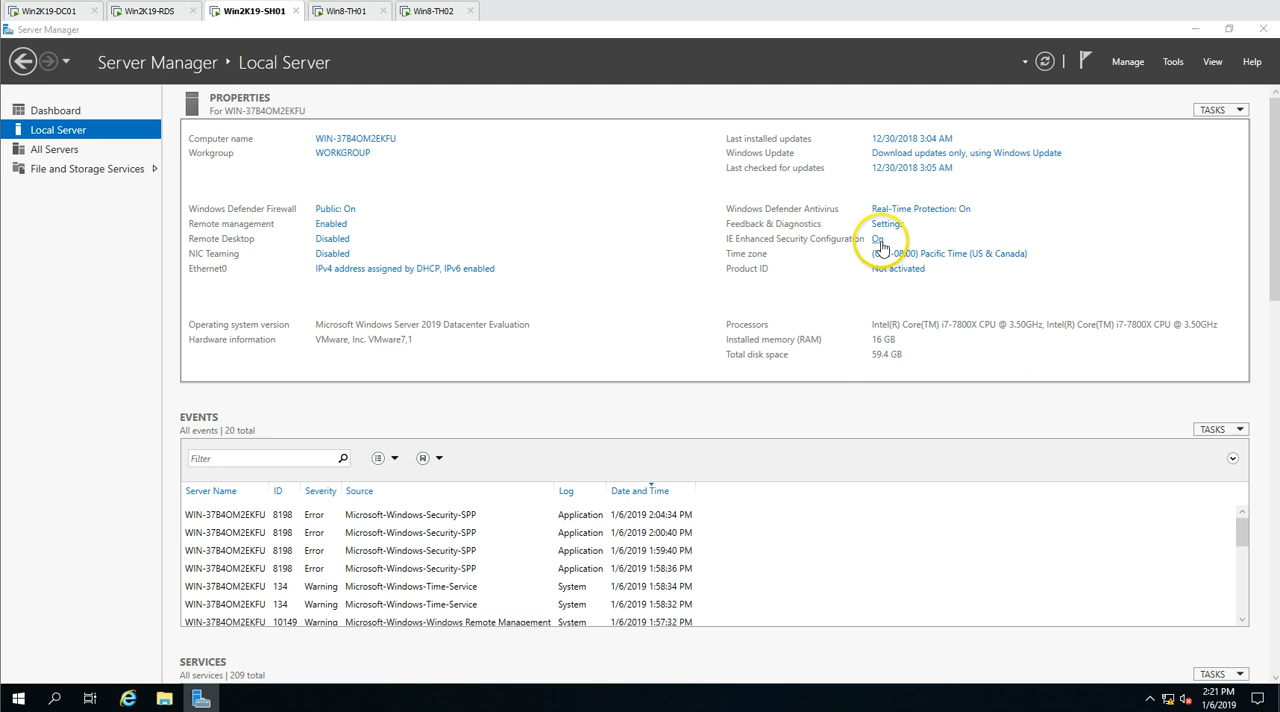 Win2K19-DC01 Win2K19-RDS Win2K19-SH01 Win8-TH01 Win8-TH02
Server Manager
Server Manager Local Server
Manage Tools View Help
Dashboard
Local Server
All Servers
File and Storage Services
PROPERTIES
For WIN-37B4OM2EKFU
TASKS
Computer name WIN-37B4OM2EKFU
Workgroup WORKGROUP
Last installed updates 12/30/2018 3:04 AM
Windows Update Download updates only, using Windows Update
Last checked for updates 12/30/2018 3:05 AM
Windows Defender Firewall Public: On
Remote management Enabled
Remote Desktop Disabled
NIC Teaming Disabled
Ethernet0 IPv4 address assigned by DHCP, IPv6 enabled
Windows Defender Antivirus Real-Time Protection: On
Feedback & Diagnostics Settings
IE Enhanced Security Configuration On
Time zone Pacific Time (US & Canada)
Product ID Not activated
Operating system version Microsoft Windows Server 2019 Datacenter Evaluation
Hardware information VMware, Inc. VMware7,1
Processors Intel(R) Core(TM) i7-7800X CPU @ 3.50GHz, Intel(R) Core(TM) i7-7800X CPU @ 3.50GHz
Installed memory (RAM) 16 GB
Total disk space 59.4 GB
EVENTS
All events | 20 total
TASKS
Filter
Server Name ID Severity Source Log Date and Time
WIN-37B4OM2EKFU 8198 Error Microsoft-Windows-Security-SPP Application 1/6/2019 2:04:34 PM
WIN-37B4OM2EKFU 8198 Error Microsoft-Windows-Security-SPP Application 1/6/2019 2:00:40 PM
WIN-37B4OM2EKFU 8198 Error Microsoft-Windows-Security-SPP Application 1/6/2019 1:59:40 PM
WIN-37B4OM2EKFU 8198 Error Microsoft-Windows-Security-SPP Application 1/6/2019 1:58:36 PM
WIN-37B4OM2EKFU 134 Warning Microsoft-Windows-Time-Service System 1/6/2019 1:58:34 PM
WIN-37B4OM2EKFU 134 Warning Microsoft-Windows-Time-Service System 1/6/2019 1:58:32 PM
WIN-37B4OM2EKFU 10149 Warning Microsoft-Windows-Windows Remote Management System 1/6/2019 1:57:32 PM
SERVICES
All services | 209 total
TASKS
2:21 PM
1/6/2019